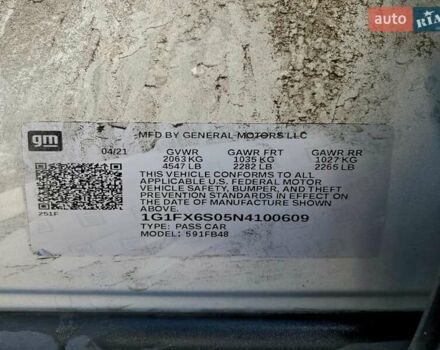 auto RIA
gm
MFD BY GENERAL MOTORS LLC
04/21 GVWR GAWR FRT GAWR RR
2063 KG 1035 KG 1027 KG
4547 LB 2282 LB 2265 LB
THIS VEHICLE CONFORMS TO ALL
APPLICABLE U.S. FEDERAL MOTOR
VEHICLE SAFETY, BUMPER, AND THEFT
PREVENTION STANDARDS IN EFFECT ON
THE DATE OF MANUFACTURE SHOWN
ABOVE.
251F
1G1FX6S05N4100609
TYPE: PASS CAR
MODEL: 591FB48